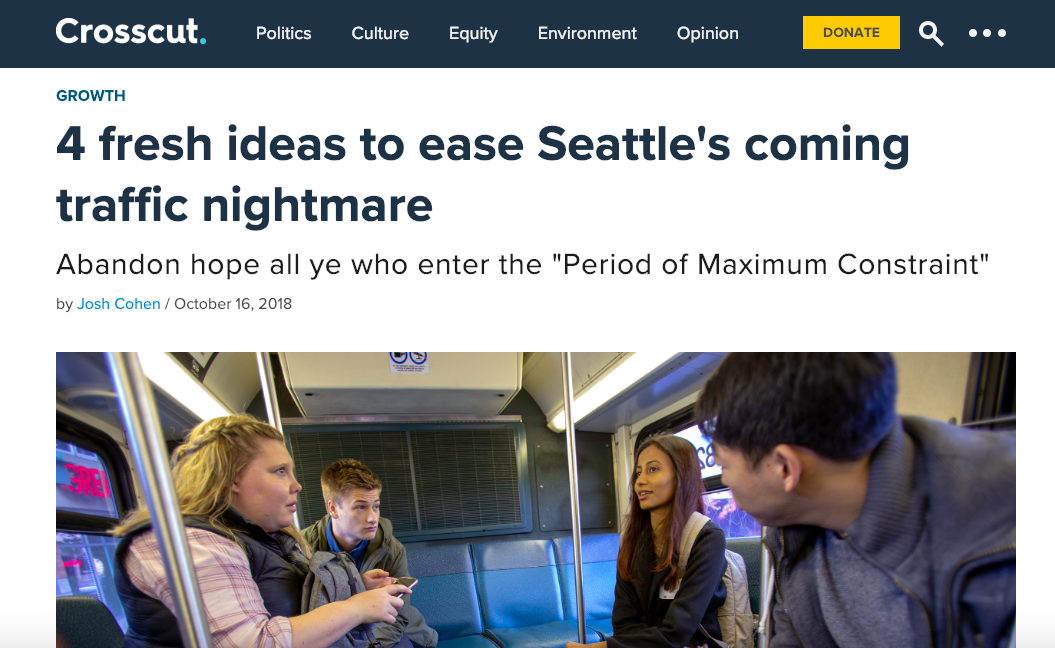 Crosscut.
Politics
Culture
Equity
Environment
Opinion
DONATE
GROWTH
4 fresh ideas to ease Seattle's coming
traffic nightmare
Abandon hope all ye who enter the "Period of Maximum Constraint"
by Josh Cohen / October 16, 2018